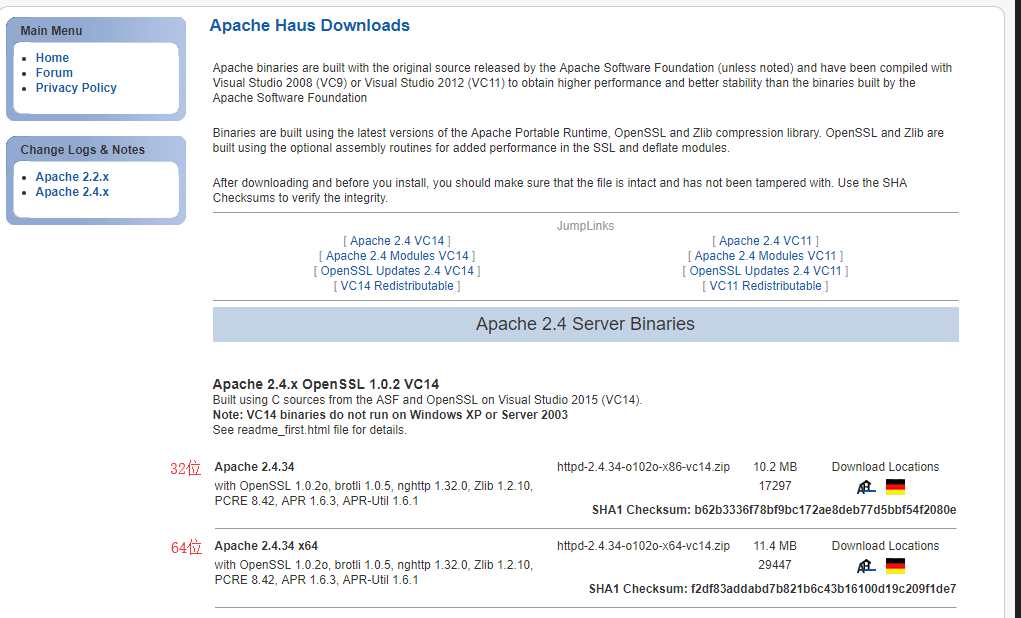 Main Menu
Home
Forum
Privacy Policy
Change Logs & Notes
Apache 2.2.x
Apache 2.4.x
Apache Haus Downloads
Apache binaries are built with the original source released by the Apache Software Foundation (unless noted) and have been compiled with
Visual Studio 2008 (VC9) or Visual Studio 2012 (VC11) to obtain higher performance and better stability than the binaries built by the
Apache Software Foundation
Binaries are built using the latest versions of the Apache Portable Runtime, OpenSSL and Zlib compression library. OpenSSL and Zlib are
built using the optional assembly routines for added performance in the SSL and deflate modules.
After downloading and before you install, you should make sure that the file is intact and has not been tampered with. Use the SHA
Checksums to verify the integrity.
JumpLinks
[ Apache 2.4 VC14 ]
[ Apache 2.4 Modules VC14 ]
[ OpenSSL Updates 2.4 VC14 ]
[ VC14 Redistributable ]
[ Apache 2.4 VC11 ]
[ Apache 2.4 Modules VC11 ]
[ OpenSSL Updates 2.4 VC11 ]
[ VC11 Redistributable ]
Apache 2.4 Server Binaries
Apache 2.4.x OpenSSL 1.0.2 VC14
Built using C sources from the ASF and OpenSSL on Visual Studio 2015 (VC14).
Note: VC14 binaries do not run on Windows XP or Server 2003
See readme_first.html file for details.
32位 Apache 2.4.34 httpd-2.4.34-o102o-x86-vc14.zip 10.2 MB Download Locations
with OpenSSL 1.0.2o, brotli 1.0.5, nghttp 1.32.0, Zlib 1.2.10, 17297
PCRE 8.42, APR 1.6.3, APR-Util 1.6.1
SHA1 Checksum: b62b3336f78bf9bc172ae8deb77d5bbf54f2080e
64位 Apache 2.4.34 x64 httpd-2.4.34-o102o-x64-vc14.zip 11.4 MB Download Locations
with OpenSSL 1.0.2o, brotli 1.0.5, nghttp 1.32.0, Zlib 1.2.10, 29447
PCRE 8.42, APR 1.6.3, APR-Util 1.6.1
SHA1 Checksum: f2df83addabd7b821b6c43b16100d19c209f1de7